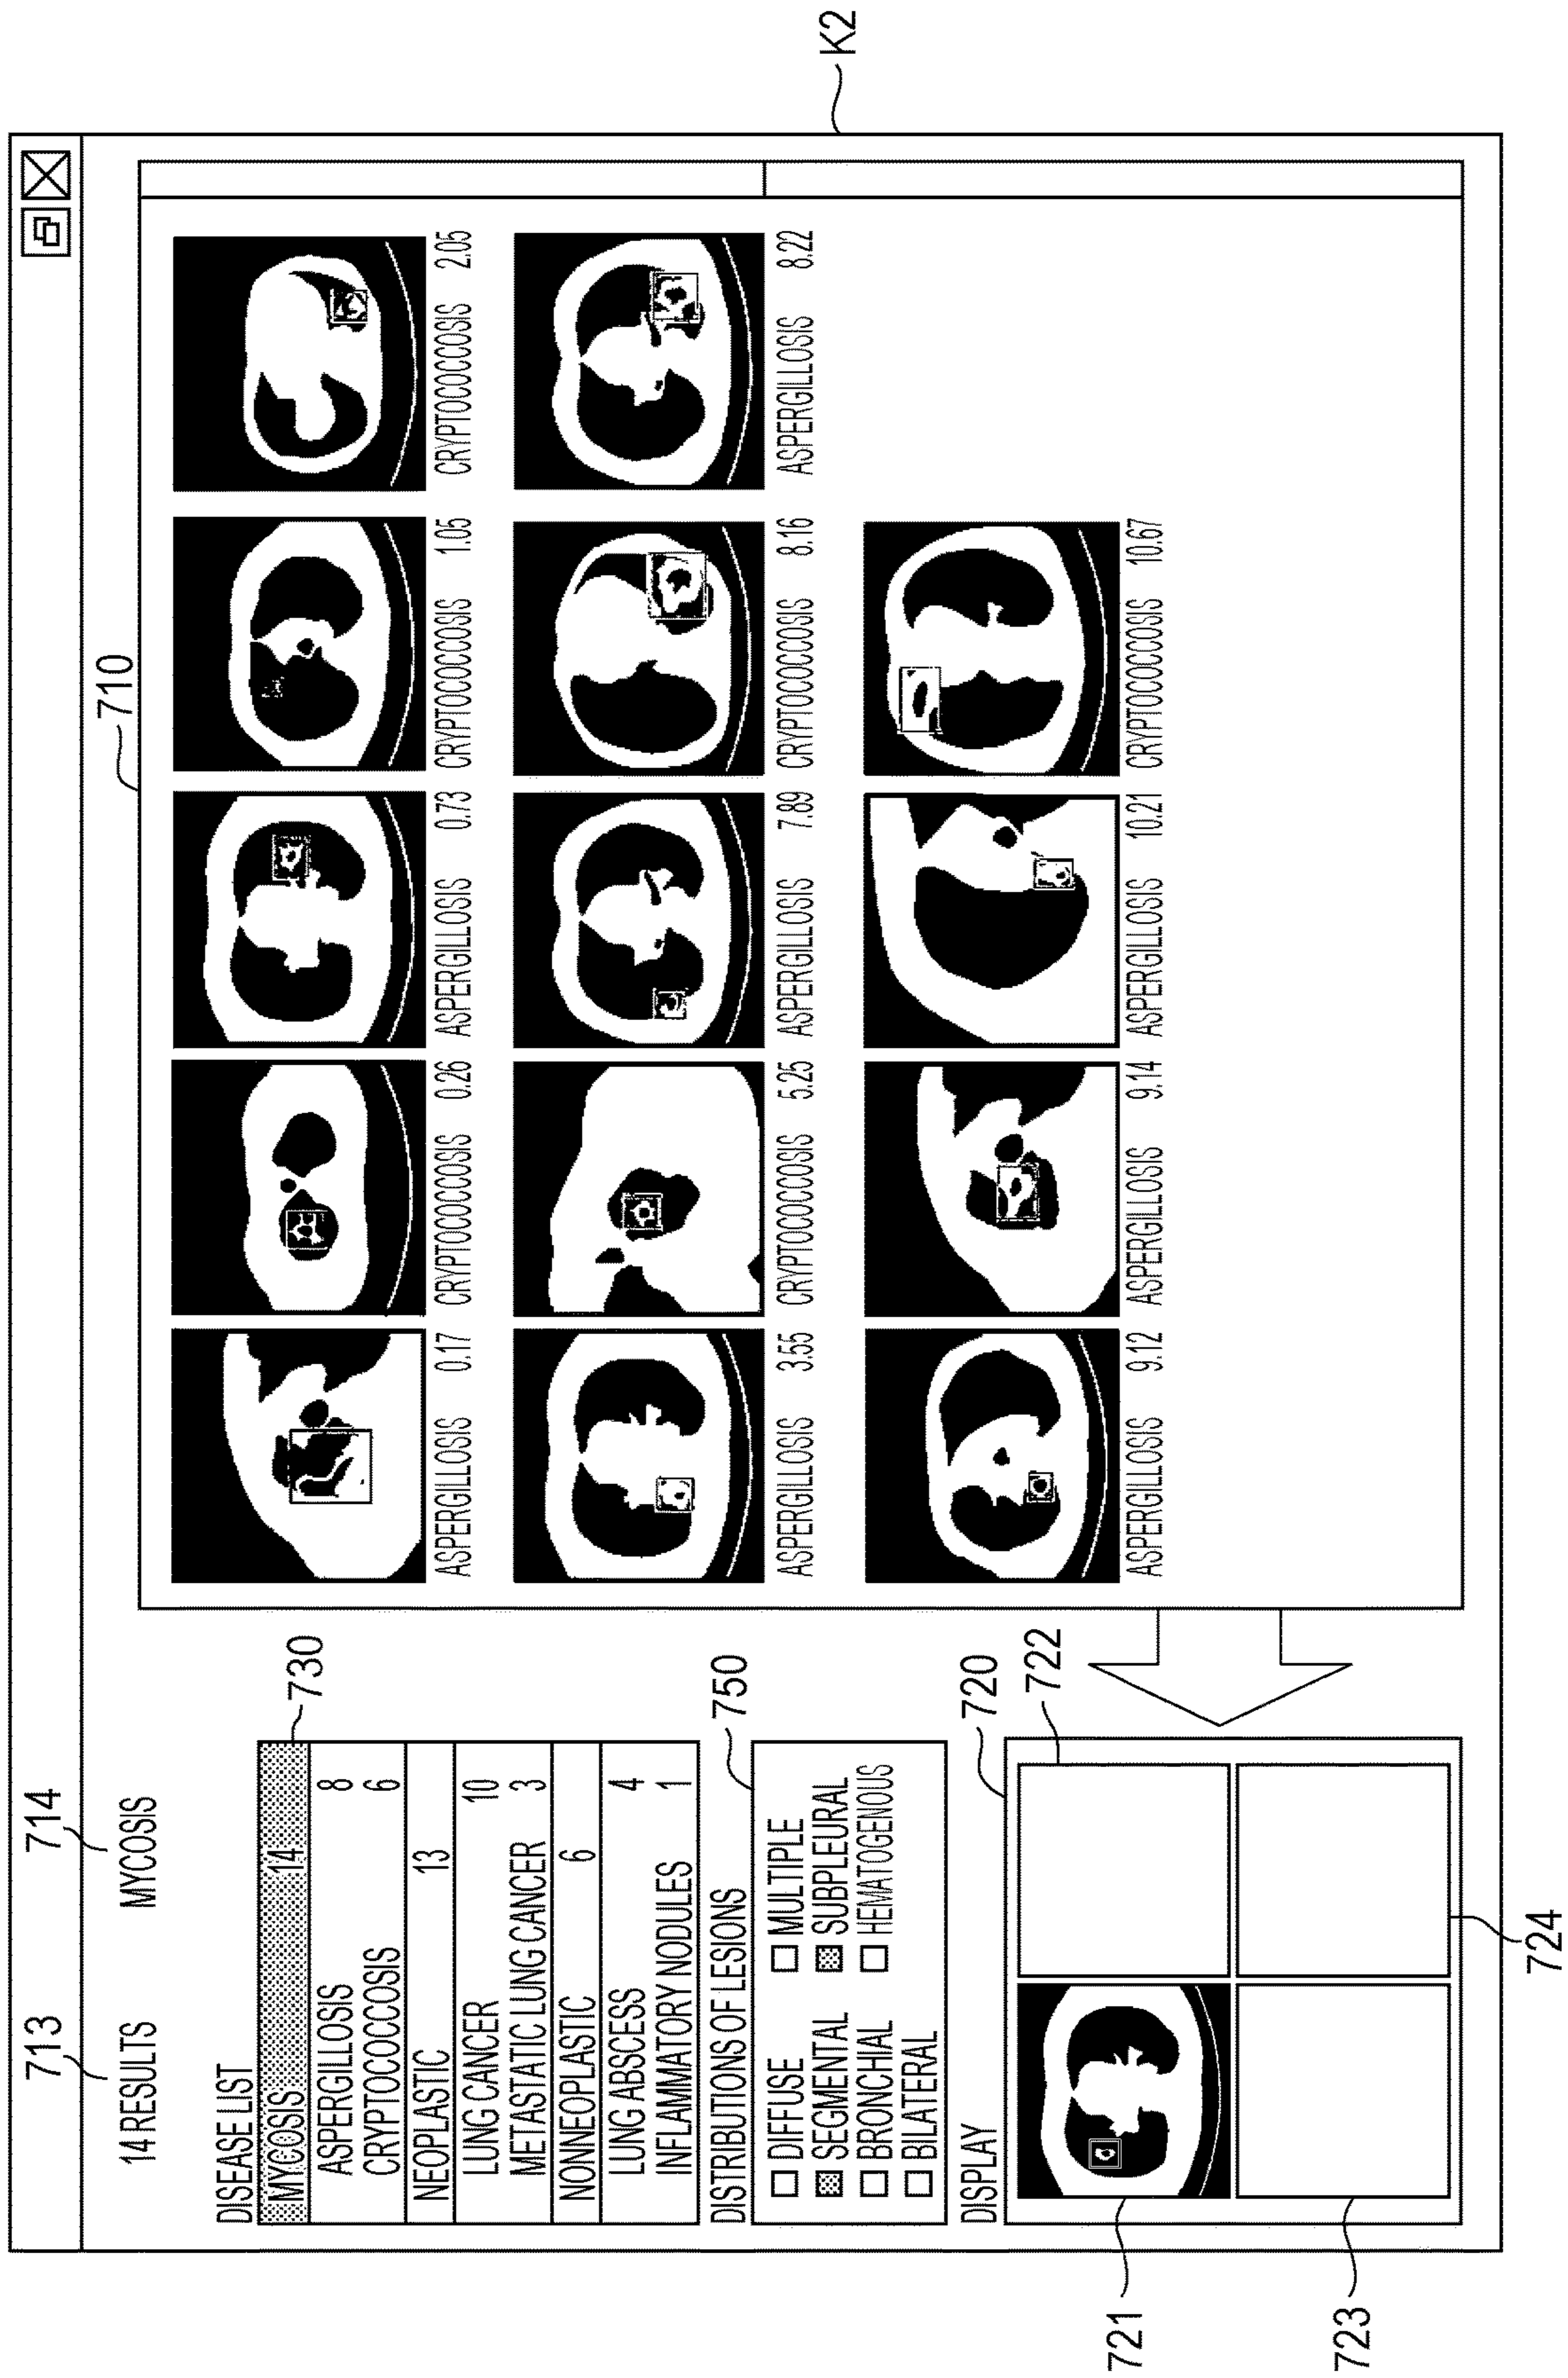 713
714
14 RESULTS
MYCOSIS
710
DISEASE LIST
MYCOSIS 14
ASPERGILLOSIS 8
CRYPTOCOCCOSIS 6
NEOPLASTIC 13
LUNG CANCER 10
METASTATIC LUNG CANCER 3
NONNEOPLASTIC 6
LUNG ABSCESS 4
INFLAMMATORY NODULES 1
730
DISTRIBUTIONS OF LESIONS
750
DIFFUSE MULTIPLE
SEGMENTAL SUBPLEURAL
BRONCHIAL HEMATOGENOUS
BILATERAL
DISPLAY
720
722
721
723
724
ASPERGILLOSIS 0.17
CRYPTOCOCCOSIS 0.26
ASPERGILLOSIS 0.73
CRYPTOCOCCOSIS 1.05
CRYPTOCOCCOSIS 2.05
ASPERGILLOSIS 3.55
CRYPTOCOCCOSIS 5.25
ASPERGILLOSIS 7.89
CRYPTOCOCCOSIS 8.16
ASPERGILLOSIS 8.22
ASPERGILLOSIS 9.12
ASPERGILLOSIS 9.14
ASPERGILLOSIS 10.21
CRYPTOCOCCOSIS 10.67
K2